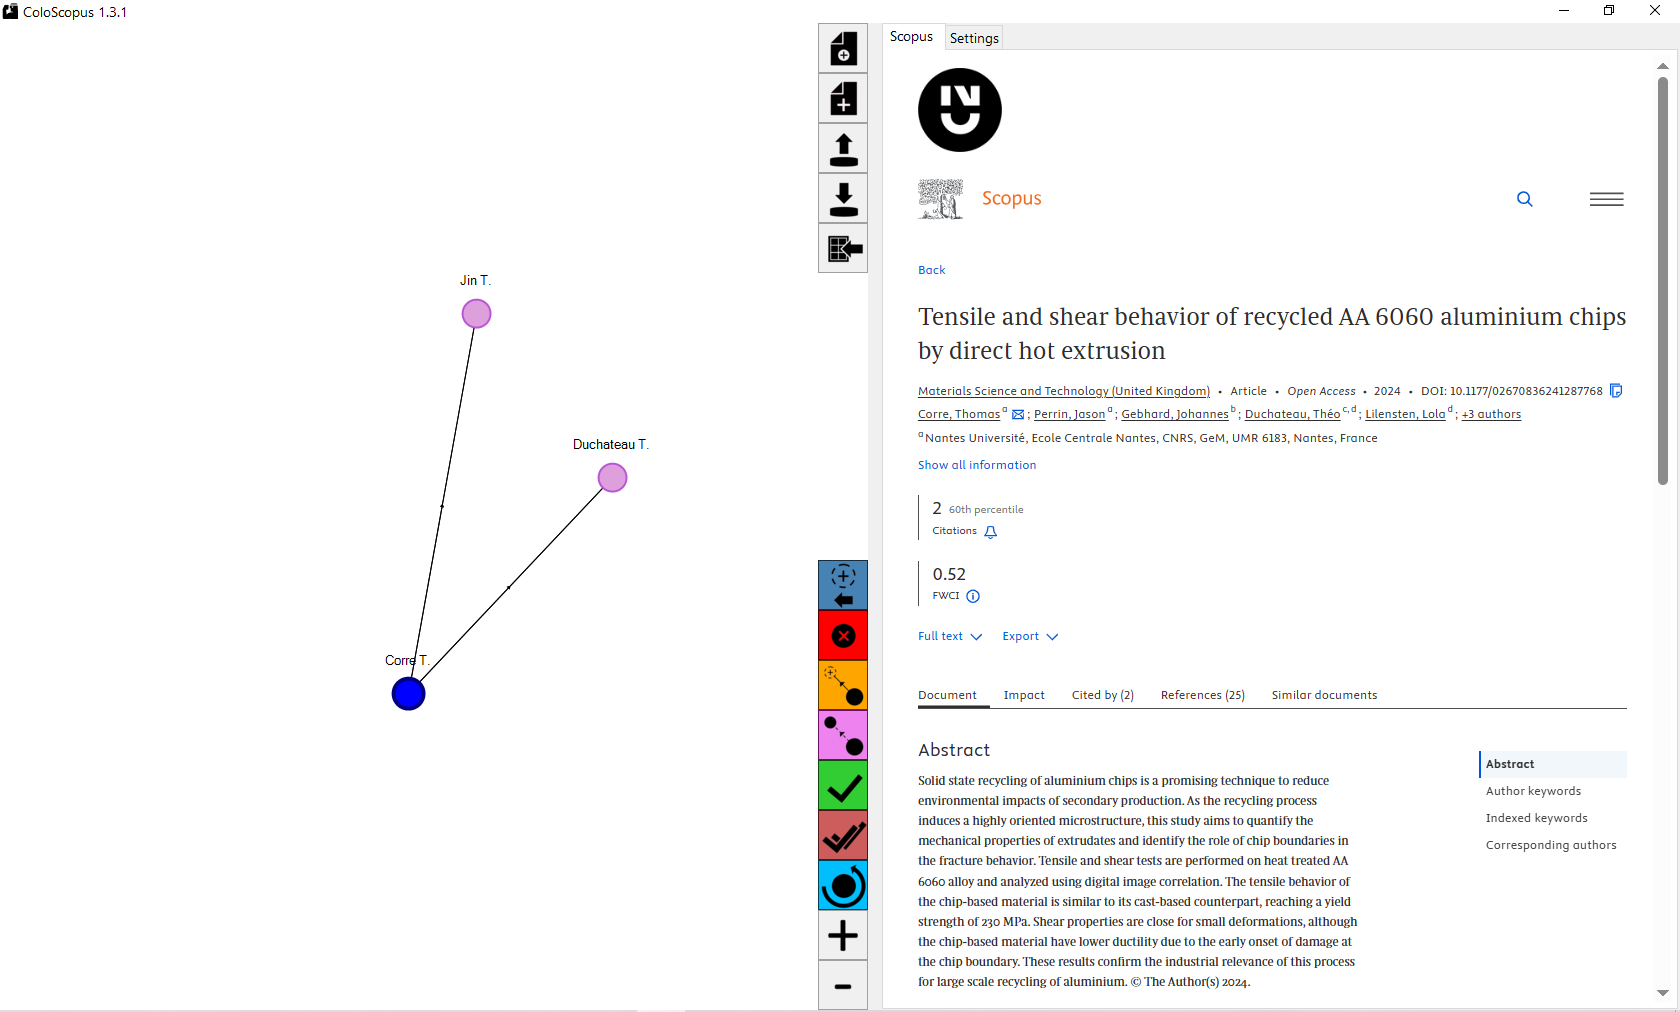 ColoScopus 1.3.1
Jin T.
Duchateau T.
Corre T.
Scopus
Settings
IN U
Scopus
Back
Tensile and shear behavior of recycled AA 6060 aluminium chips
by direct hot extrusion
Materials Science and Technology (United Kingdom) • Article • Open Access • 2024 • DOI: 10.1177/02670836241287768
Corre, Thomas a ; Perrin, Jason a ; Gebhard, Johannes b ; Duchateau, Théo c, d ; Lilensten, Lola d ; +3 authors
a Nantes Université, Ecole Centrale Nantes, CNRS, GeM, UMR 6183, Nantes, France
Show all information
2 60th percentile
Citations
0.52
FWCI
Full text Export
Document Impact Cited by (2) References (25) Similar documents
Abstract
Solid state recycling of aluminium chips is a promising technique to reduce
environmental impacts of secondary production. As the recycling process
induces a highly oriented microstructure, this study aims to quantify the
mechanical properties of extrudates and identify the role of chip boundaries in
the fracture behavior. Tensile and shear tests are performed on heat treated AA
6060 alloy and analyzed using digital image correlation. The tensile behavior of
the chip-based material is similar to its cast-based counterpart, reaching a yield
strength of 230 MPa. Shear properties are close for small deformations, although
the chip-based material have lower ductility due to the early onset of damage at
the chip boundary. These results confirm the industrial relevance of this process
for large scale recycling of aluminium. © The Author(s) 2024.
Abstract
Author keywords
Indexed keywords
Corresponding authors